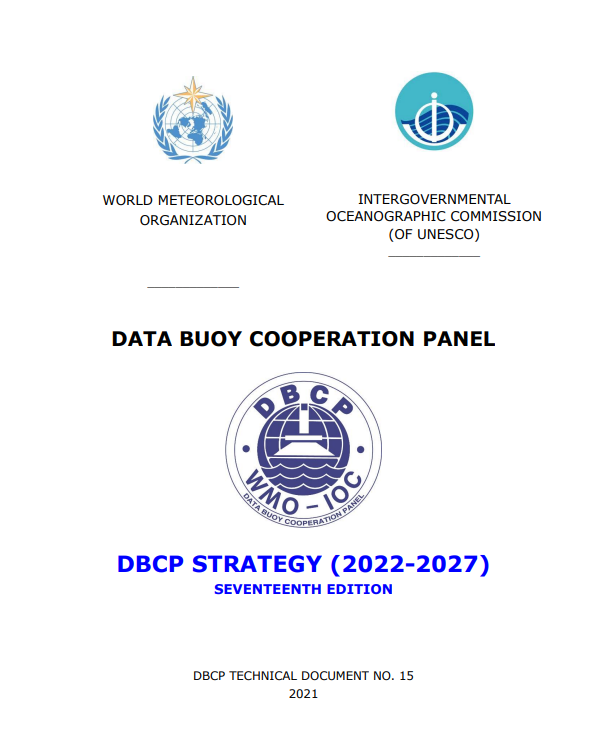 WORLD METEOROLOGICAL
ORGANIZATION
INTERGOVERNMENTAL
OCEANOGRAPHIC COMMISSION
(OF UNESCO)
DATA BUOY COOPERATION PANEL
DBCP
WMO – IOC
DATA BUOY COOPERATION PANEL
DBCP STRATEGY (2022-2027)
SEVENTEENTH EDITION
DBCP TECHNICAL DOCUMENT NO. 15
2021